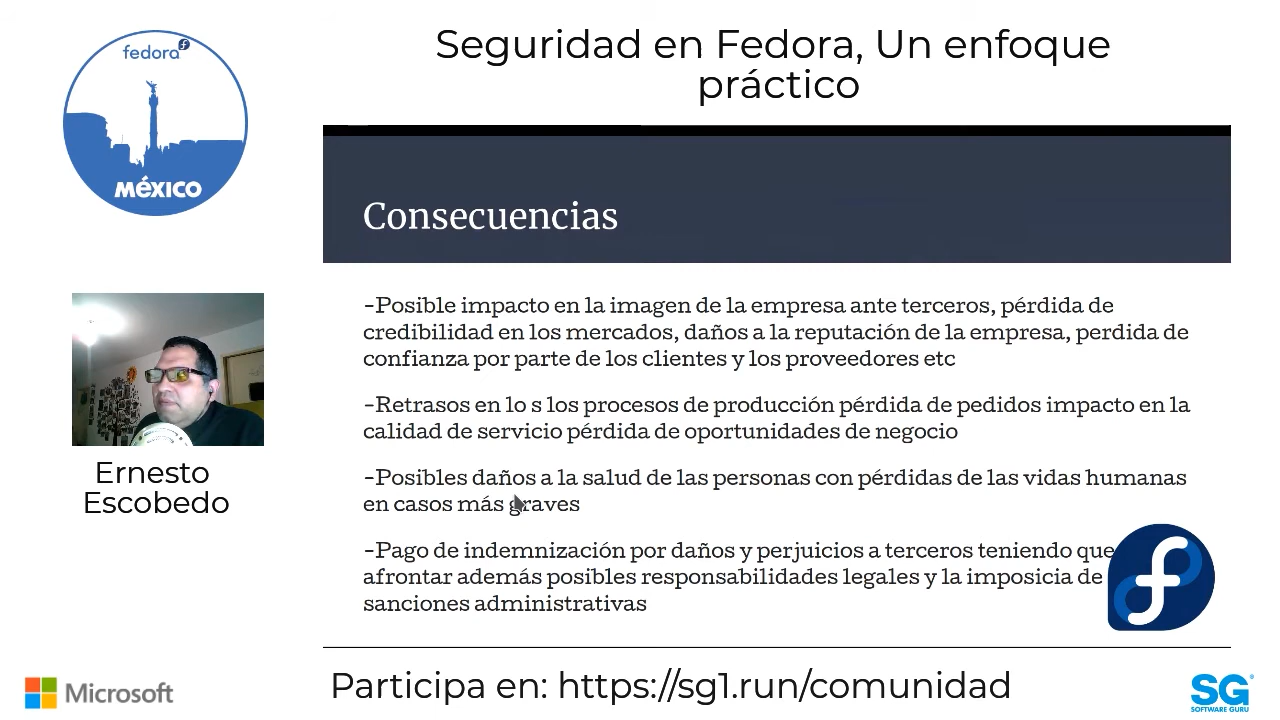 fedora
MÉXICO
Seguridad en Fedora, Un enfoque
práctico
Consecuencias
-Posible impacto en la imagen de la empresa ante terceros, pérdida de
credibilidad en los mercados, daños a la reputación de la empresa, perdida de
confianza por parte de los clientes y los proveedores etc
-Retrasos en lo s los procesos de producción pérdida de pedidos impacto en la
calidad de servicio pérdida de oportunidades de negocio
-Posibles daños a la salud de las personas con pérdidas de las vidas humanas
en casos más graves
-Pago de indemnización por daños y perjuicios a terceros teniendo que
afrontar además posibles responsabilidades legales y la imposicia de
sanciones administrativas
Ernesto
Escobedo
Microsoft
Participa en: https://sg1.run/comunidad
SG
SOFTWARE GURU